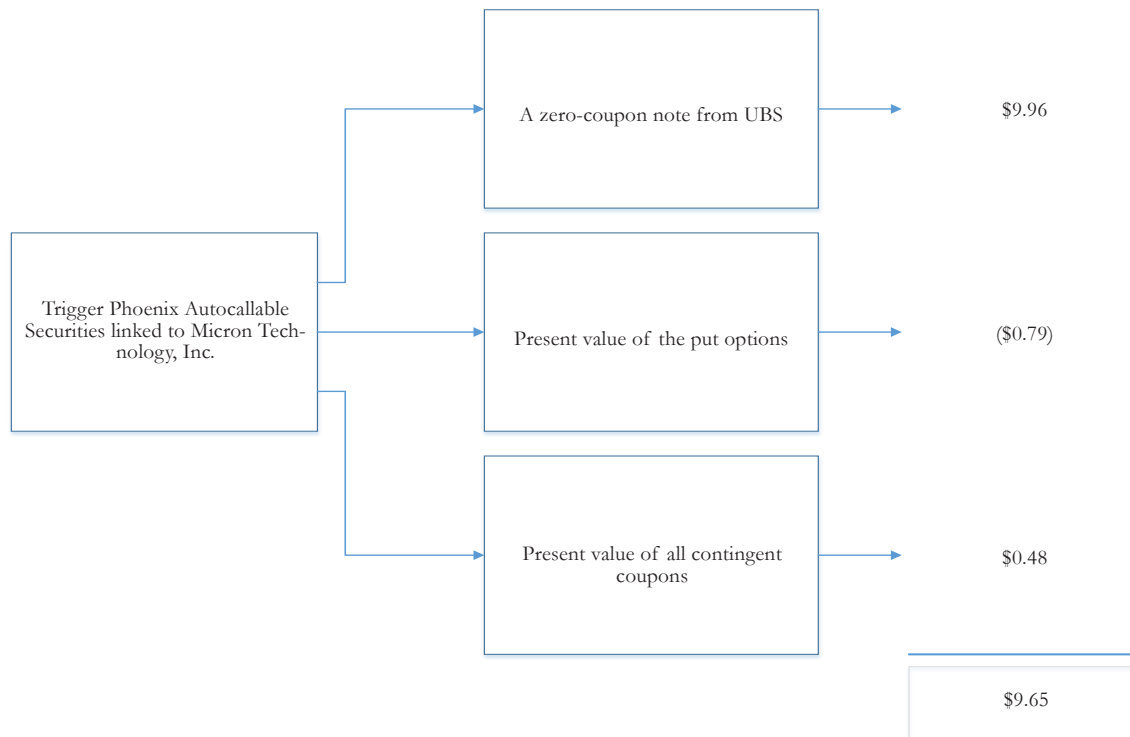 A zero-coupon note from UBS
$9.96
Trigger Phoenix Autocallable
Securities linked to Micron Tech-
nology, Inc.
Present value of the put options
($0.79)
Present value of all contingent
coupons
$0.48
$9.65